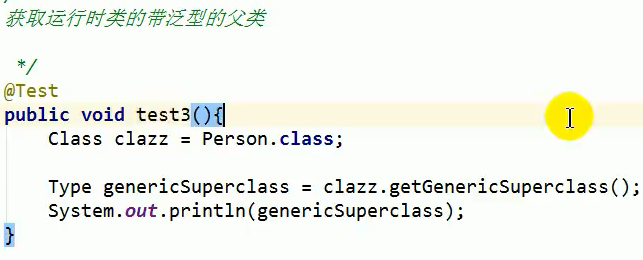 获取运行时类的带泛型的父类
*/
@Test
public void test3(){
Class clazz = Person.class;
Type genericSuperclass = clazz.getGenericSuperclass();
System.out.println(genericSuperclass);
}